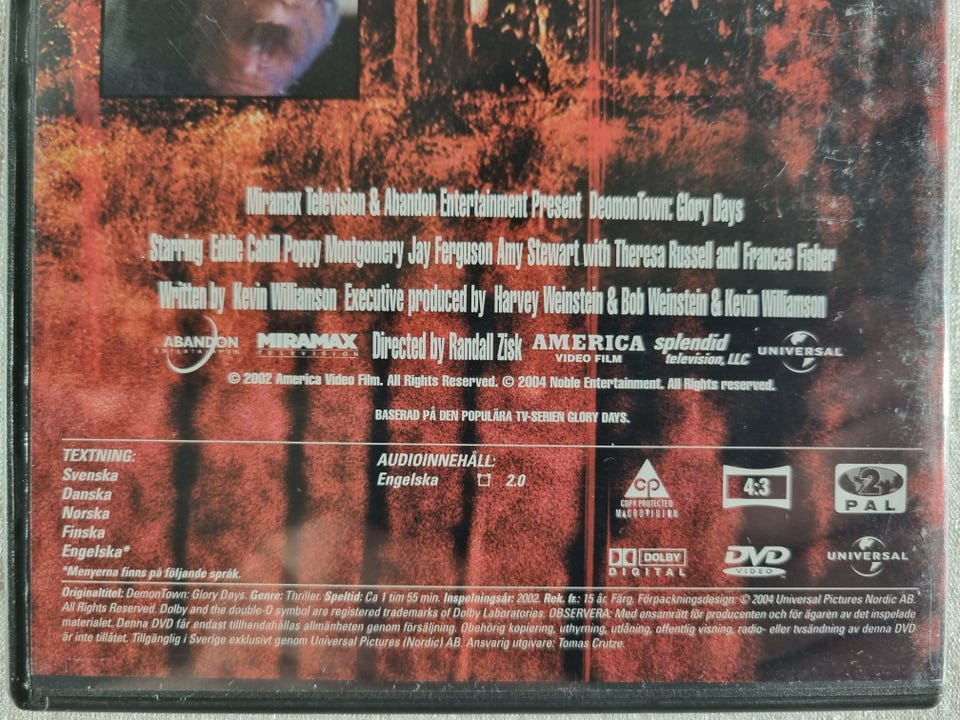 Miramax Television & Abandon Entertainment Present DeomonTown: Glory Days
Starring Eddie Cahill Poppy Montgomery Jay Ferguson Amy Stewart with Theresa Russell and Frances Fisher
Written by Kevin Williamson Executive produced by Harvey Weinstein & Bob Weinstein & Kevin Williamson
ABANDON ENTERTAINMENT MIRAMAX TELEVISION Directed by Randall Zisk AMERICA VIDEO FILM splendid television, LLC UNIVERSAL
© 2002 America Video Film. All Rights Reserved. © 2004 Noble Entertainment. All Rights reserved.
BASERAD PÅ DEN POPULÄRA TV-SERIEN GLORY DAYS.
TEXTNING:
Svenska
Danska
Norska
Finska
Engelska*
*Menyerna finns på följande språk.
AUDIOINNEHÅLL:
Engelska 2.0
CP COPY PROTECTED MACROVISION
4:3
2 PAL
DOLBY DIGITAL
DVD VIDEO
UNIVERSAL
Originaltitel: DemonTown: Glory Days. Genre: Thriller. Speltid: Ca 1 tim 55 min. Inspelningsår: 2002. Rek. fr.: 15 år. Färg. Förpackningsdesign: © 2004 Universal Pictures Nordic AB.
All Rights Reserved. Dolby and the double-D symbol are registered trademarks of Dolby Laboratories. OBSERVERA: Med ensamrätt för producenten och för ägaren av det inspelade
materialet. Denna DVD får endast tillhandahållas allmänheten genom försäljning. Obehörig kopiering, uthyrning, utlåning, offentlig visning, radio- eller tvsändning av denna DVD
är inte tillåtet. Tillgänglig i Sverige exklusivt genom Universal Pictures (Nordic) AB. Ansvarig utgivare: Tomas Crutze.